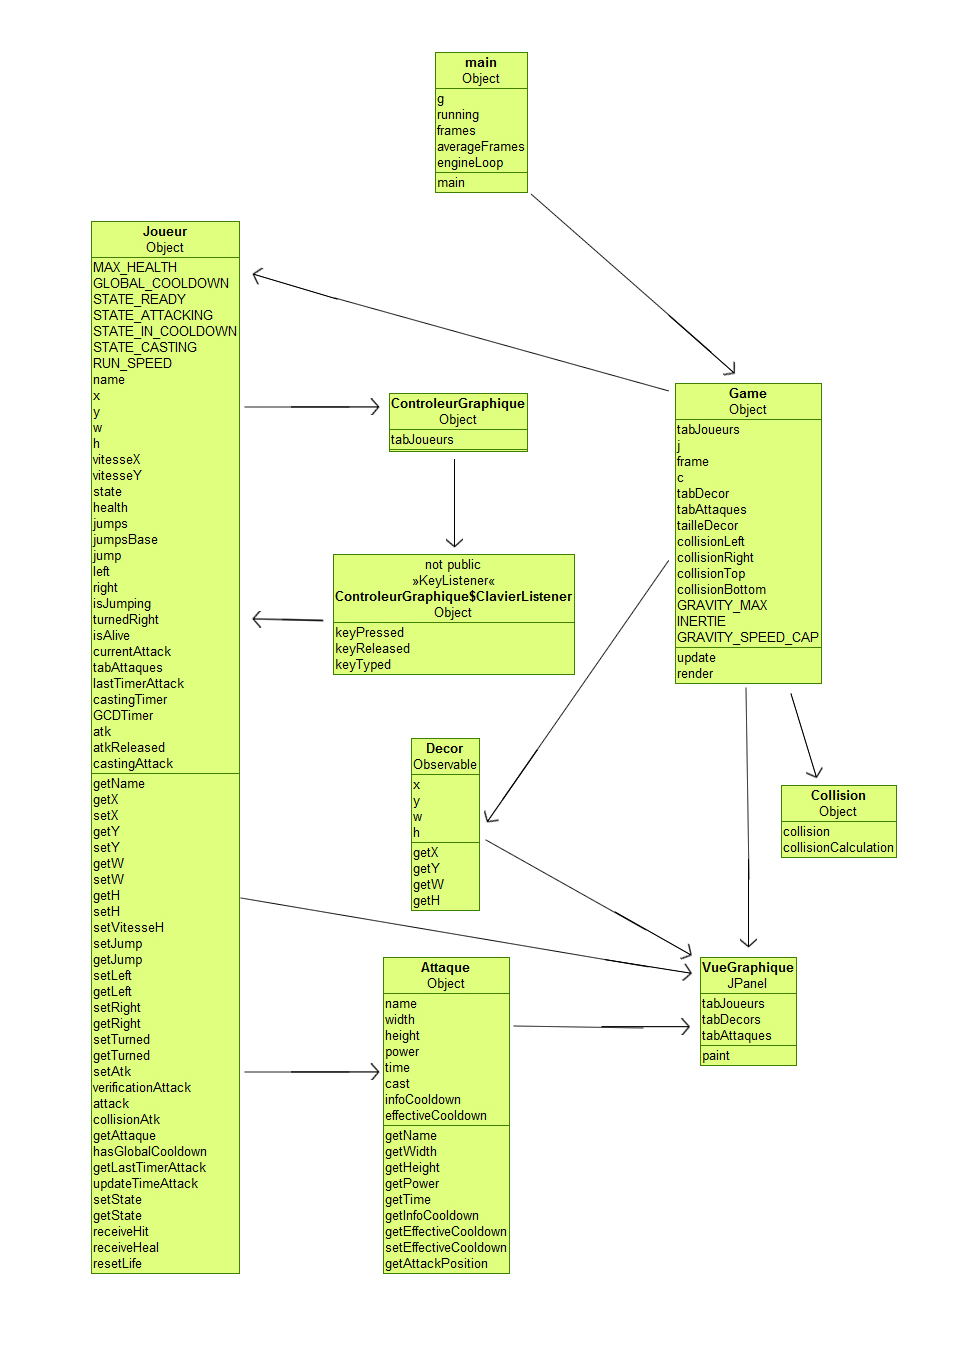 main
Object
g
running
frames
averageFrames
engineLoop
main
Joueur
Object
MAX_HEALTH
GLOBAL_COOLDOWN
STATE_READY
STATE_ATTACKING
STATE_IN_COOLDOWN
STATE_CASTING
RUN_SPEED
name
x
y
w
h
vitesseX
vitesseY
state
health
jumps
jumpsBase
jump
left
right
isJumping
turnedRight
isAlive
currentAttack
tabAttaques
lastTimerAttack
castingTimer
GCDTimer
atk
atkReleased
castingAttack
getName
getX
setX
getY
setY
getW
setW
getH
setH
setVitesseH
setJump
getJump
setLeft
getLeft
setRight
getRight
setTurned
getTurned
setAtk
verificationAttack
attack
collisionAtk
getAttaque
hasGlobalCooldown
getLastTimerAttack
updateTimeAttack
setState
getState
receiveHit
receiveHeal
resetLife
ControleurGraphique
Object
tabJoueurs
not public
»KeyListener«
ControleurGraphique$ClavierListener
Object
keyPressed
keyReleased
keyTyped
Game
Object
tabJoueurs
j
frame
c
tabDecor
tabAttaques
tailleDecor
collisionLeft
collisionRight
collisionTop
collisionBottom
GRAVITY_MAX
INERTIE
GRAVITY_SPEED_CAP
update
render
Decor
Observable
x
y
w
h
getX
getY
getW
getH
Collision
Object
collision
collisionCalculation
Attaque
Object
name
width
height
power
time
cast
infoCooldown
effectiveCooldown
getName
getWidth
getHeight
getPower
getTime
getInfoCooldown
getEffectiveCooldown
setEffectiveCooldown
getAttackPosition
VueGraphique
JPanel
tabJoueurs
tabDecors
tabAttaques
paint